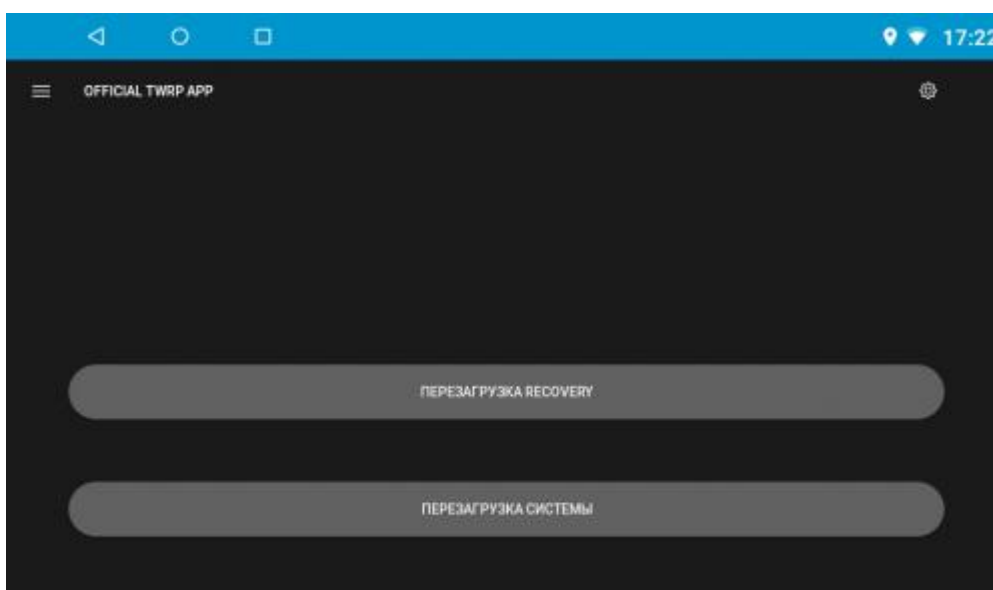 17:22
OFFICIAL TWRP APP
ПЕРЕЗАГРУЗКА RECOVERY
ПЕРЕЗАГРУЗКА СИСТЕМЫ